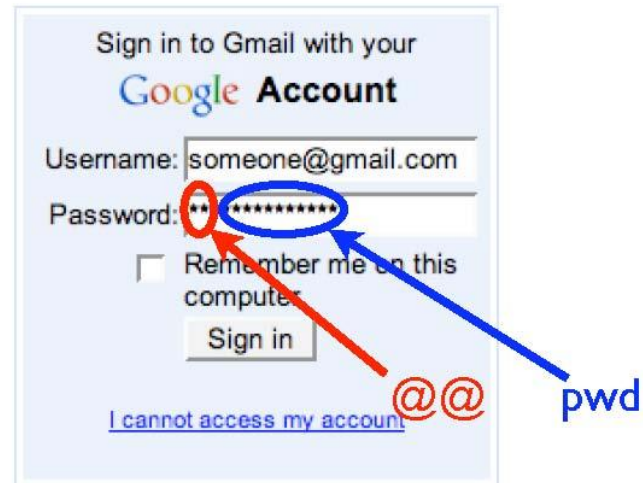 Sign in to Gmail with your
Google Account
Username: someone@gmail.com
Password: **************
Remember me on this
computer
Sign in
@@
pwd
I cannot access my account